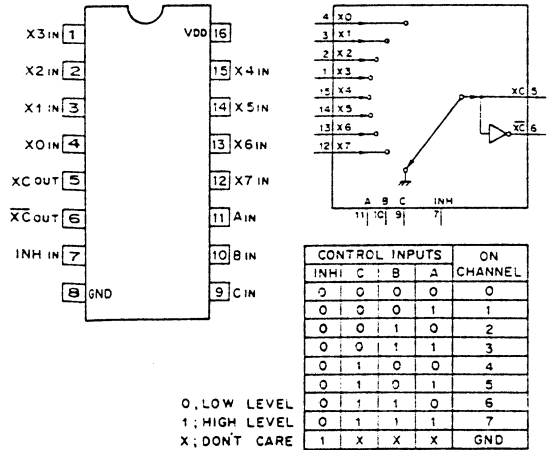 X3 IN 1
X2 IN 2
X1 IN 3
X0 IN 4
XC OUT 5
XC OUT 6
INH IN 7
8 GND
VDD 16
15 X4 IN
14 X5 IN
13 X6 IN
12 X7 IN
11 A IN
10 B IN
9 C IN
4 X0
3 X1
2 X2
1 X3
15 X4
14 X5
13 X6
12 X7
XC 5
XC 6
A B C INH
11 10 9 7
CONTROL INPUTS ON CHANNEL
INH C B A
0 0 0 0 0
0 0 0 1 1
0 0 1 0 2
0 0 1 1 3
0 1 0 0 4
0 1 0 1 5
0 1 1 0 6
0 1 1 1 7
1 X X X GND
0; LOW LEVEL
1; HIGH LEVEL
X; DON'T CARE